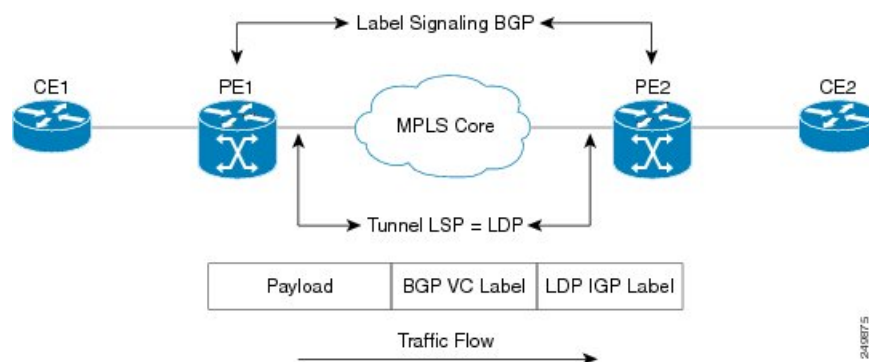 Label Signaling BGP
CE1
PE1
PE2
CE2
MPLS Core
Tunnel LSP = LDP
Payload
BGP VC Label
LDP IGP Label
Traffic Flow
249875